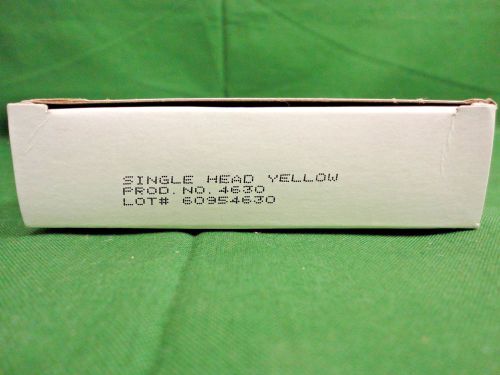 SINGLE HEAD YELLOW
PROD. NO. 4630
LOT# 60954630